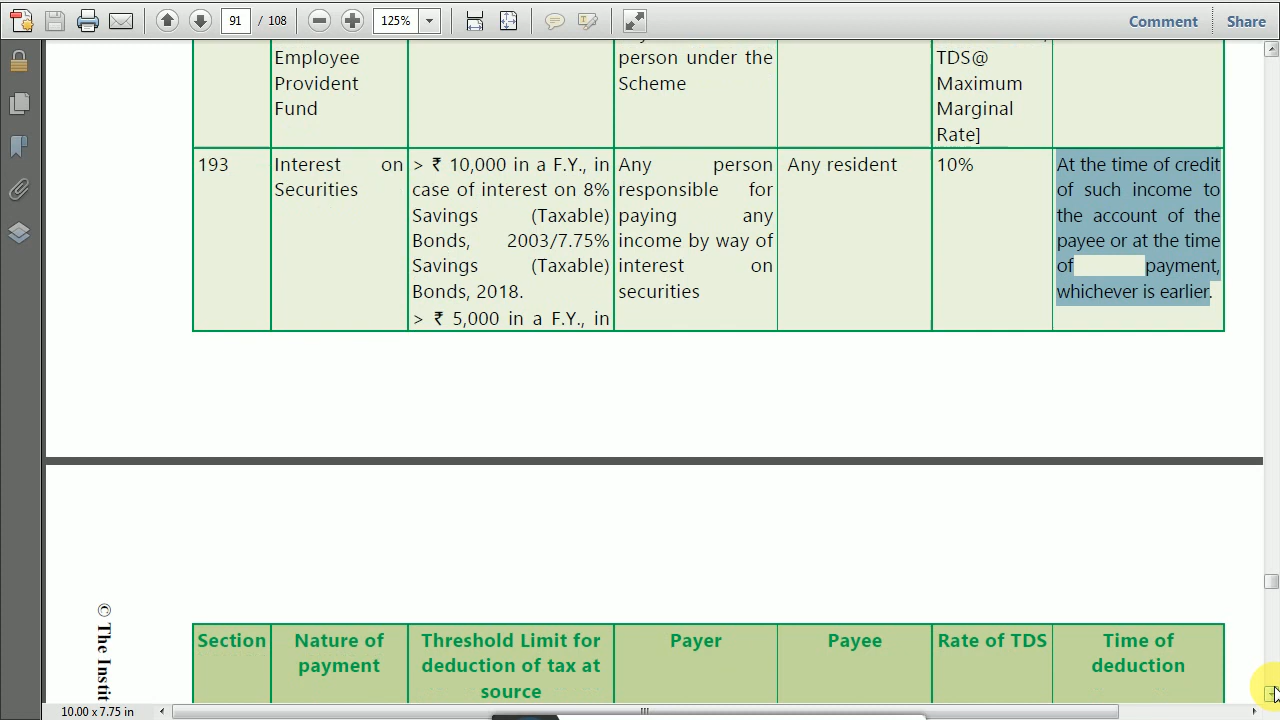 91 / 108
125%
Comment
Share
Employee
Provident
Fund
person under the
Scheme
TDS@
Maximum
Marginal
Rate]
193
Interest on
Securities
> ₹ 10,000 in a F.Y., in
case of interest on 8%
Savings (Taxable)
Bonds, 2003/7.75%
Savings (Taxable)
Bonds, 2018.
> ₹ 5,000 in a F.Y., in
Any person
responsible for
paying any
income by way of
interest on
securities
Any resident
10%
At the time of credit
of such income to
the account of the
payee or at the time
of payment,
whichever is earlier.
© The Instit
Section
Nature of
payment
Threshold Limit for
deduction of tax at
source
Payer
Payee
Rate of TDS
Time of
deduction
10.00 x 7.75 in